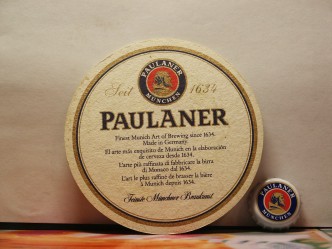 PAULANER
MÜNCHEN
Seit 1634
PAULANER
Finest Munich Art of Brewing since 1634.
Made in Germany.
El arte más exquisito de Munich en la elaboración
de cerveza desde 1634.
L'arte più raffinata di fabbricare la birra
di Monaco dal 1634.
L'art le plus raffiné de brasser la bière
à Munich depuis 1634.
Feinste Münchner Braukunst
PAULANER
MÜNCHEN